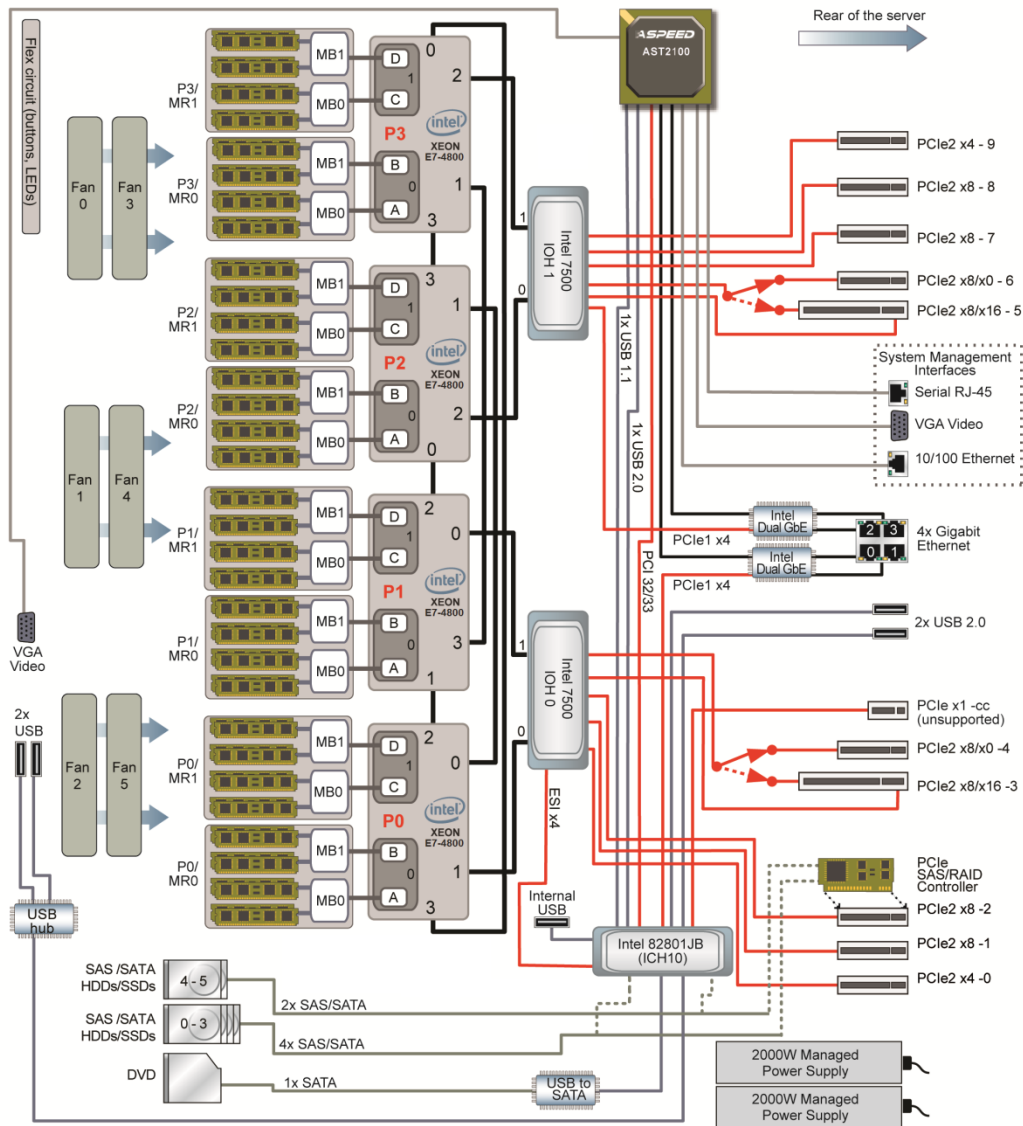 Rear of the server
Flex circuit (buttons, LEDs)
ASPEED
AST2100
P3/
MR1
MB1
MB0
D
1
C
P3
0
2
intel
XEON
E7-4800
P3/
MR0
MB1
MB0
B
0
A
1
3
Fan
0
Fan
3
P2/
MR1
MB1
MB0
D
1
C
P2
3
1
intel
XEON
E7-4800
P2/
MR0
MB1
MB0
B
0
A
2
0
Fan
1
Fan
4
P1/
MR1
MB1
MB0
D
1
C
P1
2
0
intel
XEON
E7-4800
P1/
MR0
MB1
MB0
B
0
A
3
1
VGA
Video
2x
USB
Fan
2
Fan
5
P0/
MR1
MB1
MB0
D
1
C
P0
2
0
intel
XEON
E7-4800
P0/
MR0
MB1
MB0
B
0
A
1
3
USB
hub
1
0
Intel 7500
IOH 1
1
0
Intel 7500
IOH 0
1x USB 1.1
1x USB 2.0
PCI 32/33
ESI x4
PCIe2 x4 - 9
PCIe2 x8 - 8
PCIe2 x8 - 7
PCIe2 x8/x0 - 6
PCIe2 x8/x16 - 5
System Management
Interfaces
Serial RJ-45
VGA Video
10/100 Ethernet
Intel
Dual GbE
PCIe1 x4
Intel
Dual GbE
PCIe1 x4
2 3
0 1
4x Gigabit
Ethernet
2x USB 2.0
PCIe x1 -cc
(unsupported)
PCIe2 x8/x0 -4
PCIe2 x8/x16 -3
PCIe
SAS/RAID
Controller
PCIe2 x8 -2
PCIe2 x8 -1
PCIe2 x4 -0
Internal
USB
Intel 82801JB
(ICH10)
SAS /SATA
HDDs/SSDs
4 - 5
2x SAS/SATA
SAS /SATA
HDDs/SSDs
0 - 3
4x SAS/SATA
DVD
1x SATA
USB to
SATA
2000W Managed
Power Supply
2000W Managed
Power Supply